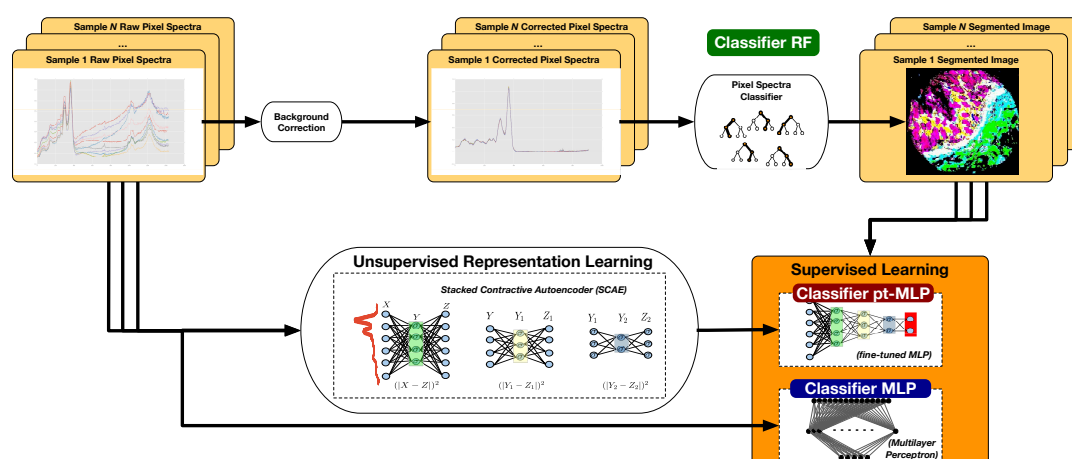 Sample N Raw Pixel Spectra
...
Sample 1 Raw Pixel Spectra
Background
Correction
Sample N Corrected Pixel Spectra
...
Sample 1 Corrected Pixel Spectra
Classifier RF
Pixel Spectra
Classifier
Sample N Segmented Image
...
Sample 1 Segmented Image
Unsupervised Representation Learning
Stacked Contractive Autoencoder (SCAE)
X Y Z
(|X − Z|)²
Y Y₁ Z₁
(|Y₁ − Z₁|)²
Y₁ Y₂ Z₂
(|Y₂ − Z₂|)²
Supervised Learning
Classifier pt-MLP
(fine-tuned MLP)
Classifier MLP
(Multilayer
Perceptron)